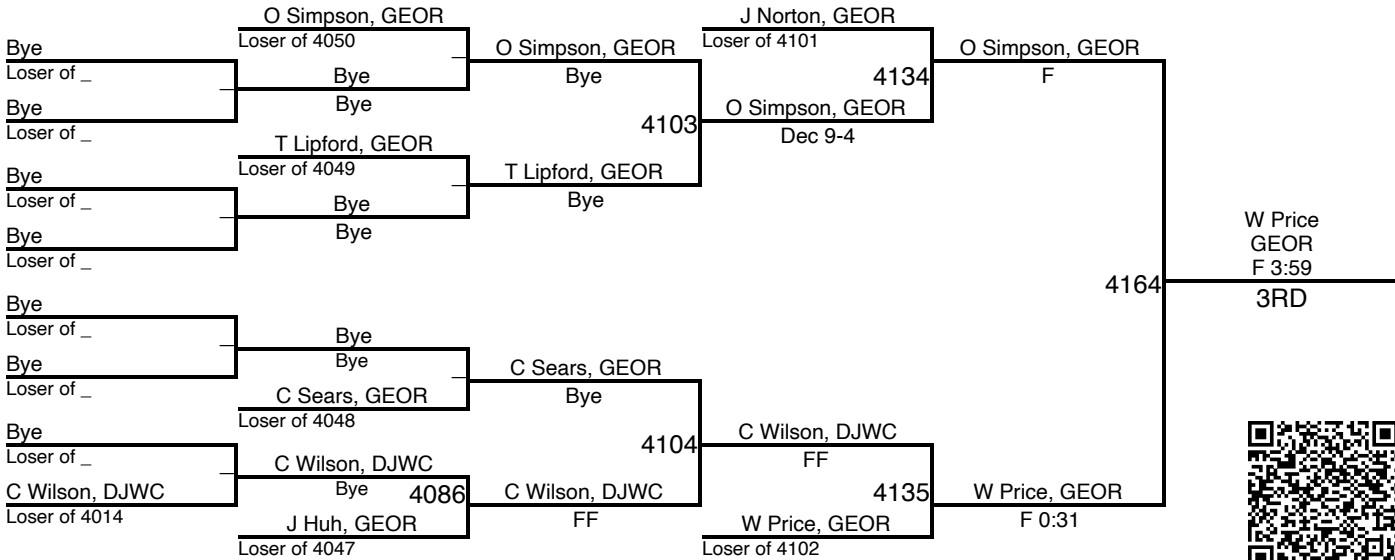 O Simpson, GEOR
Loser of 4050
J Norton, GEOR
Loser of 4101
Bye
Loser of _
_
O Simpson, GEOR
Bye
O Simpson, GEOR
F
_
Bye
Bye
4134
Bye
Loser of _
O Simpson, GEOR
Dec 9-4
4103
T Lipford, GEOR
Loser of 4049
Bye
Loser of _
_
T Lipford, GEOR
Bye
_
Bye
Bye
Bye
Loser of _
W Price
GEOR
F 3:59
3RD
4164
Bye
Loser of _
_
Bye
Bye
Bye
Loser of _
_
C Sears, GEOR
Bye
C Sears, GEOR
Loser of 4048
Bye
Loser of _
4104
C Wilson, DJWC
FF
_
C Wilson, DJWC
Bye
4086
C Wilson, DJWC
Loser of 4014
C Wilson, DJWC
FF
4135
W Price, GEOR
F 0:31
J Huh, GEOR
Loser of 4047
W Price, GEOR
Loser of 4102